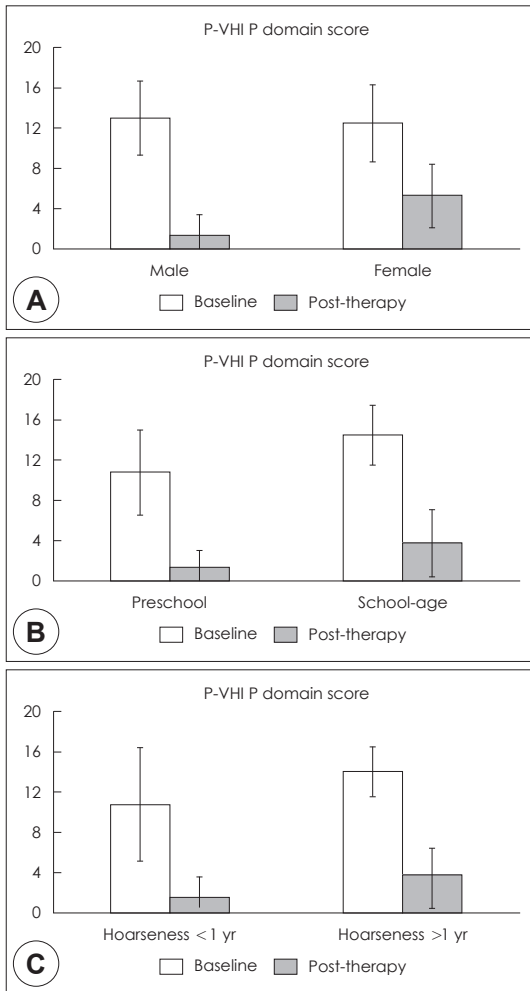 P-VHI P domain score
20
16
12
8
4
0
Male Female
A
Baseline Post-therapy
P-VHI P domain score
20
16
12
8
4
0
Preschool School-age
B
Baseline Post-therapy
P-VHI P domain score
20
16
12
8
4
0
Hoarseness < 1 yr Hoarseness >1 yr
C
Baseline Post-therapy